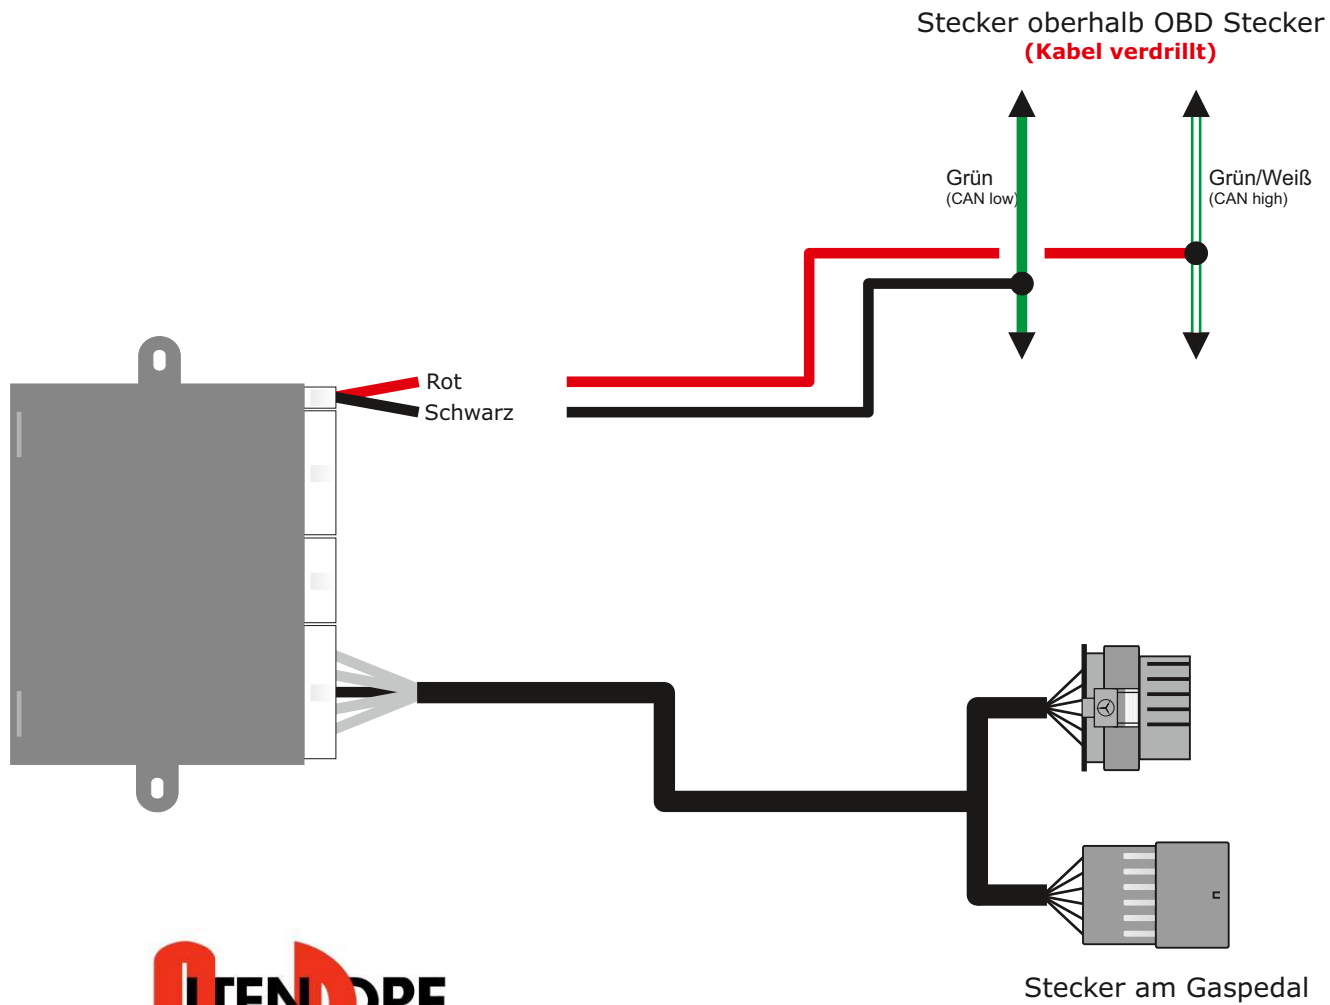 Stecker oberhalb OBD Stecker
(Kabel verdrillt)
Grün
(CAN low)
Grün/Weiß
(CAN high)
Rot
Schwarz
Stecker am Gaspedal